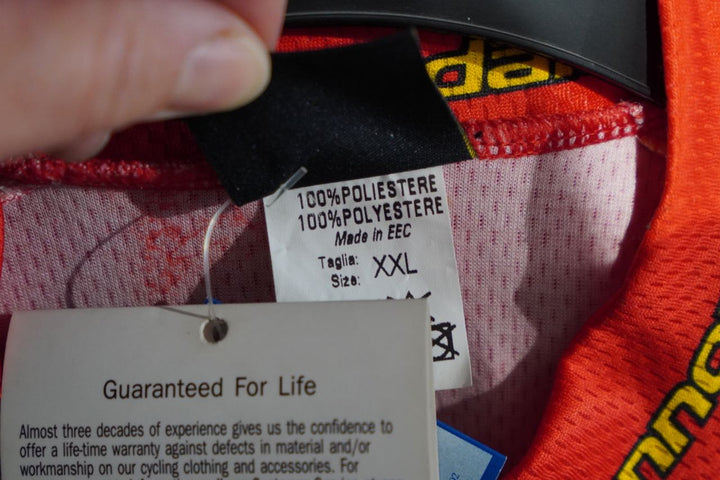 100%POLIESTERE
100%POLYESTERE
Made in EEC
Taglia:
Size:
XXL
Guaranteed For Life
Almost three decades of experience gives us the confidence to
offer a life-time warranty against defects in material and/or
workmanship on our cycling clothing and accessories. For